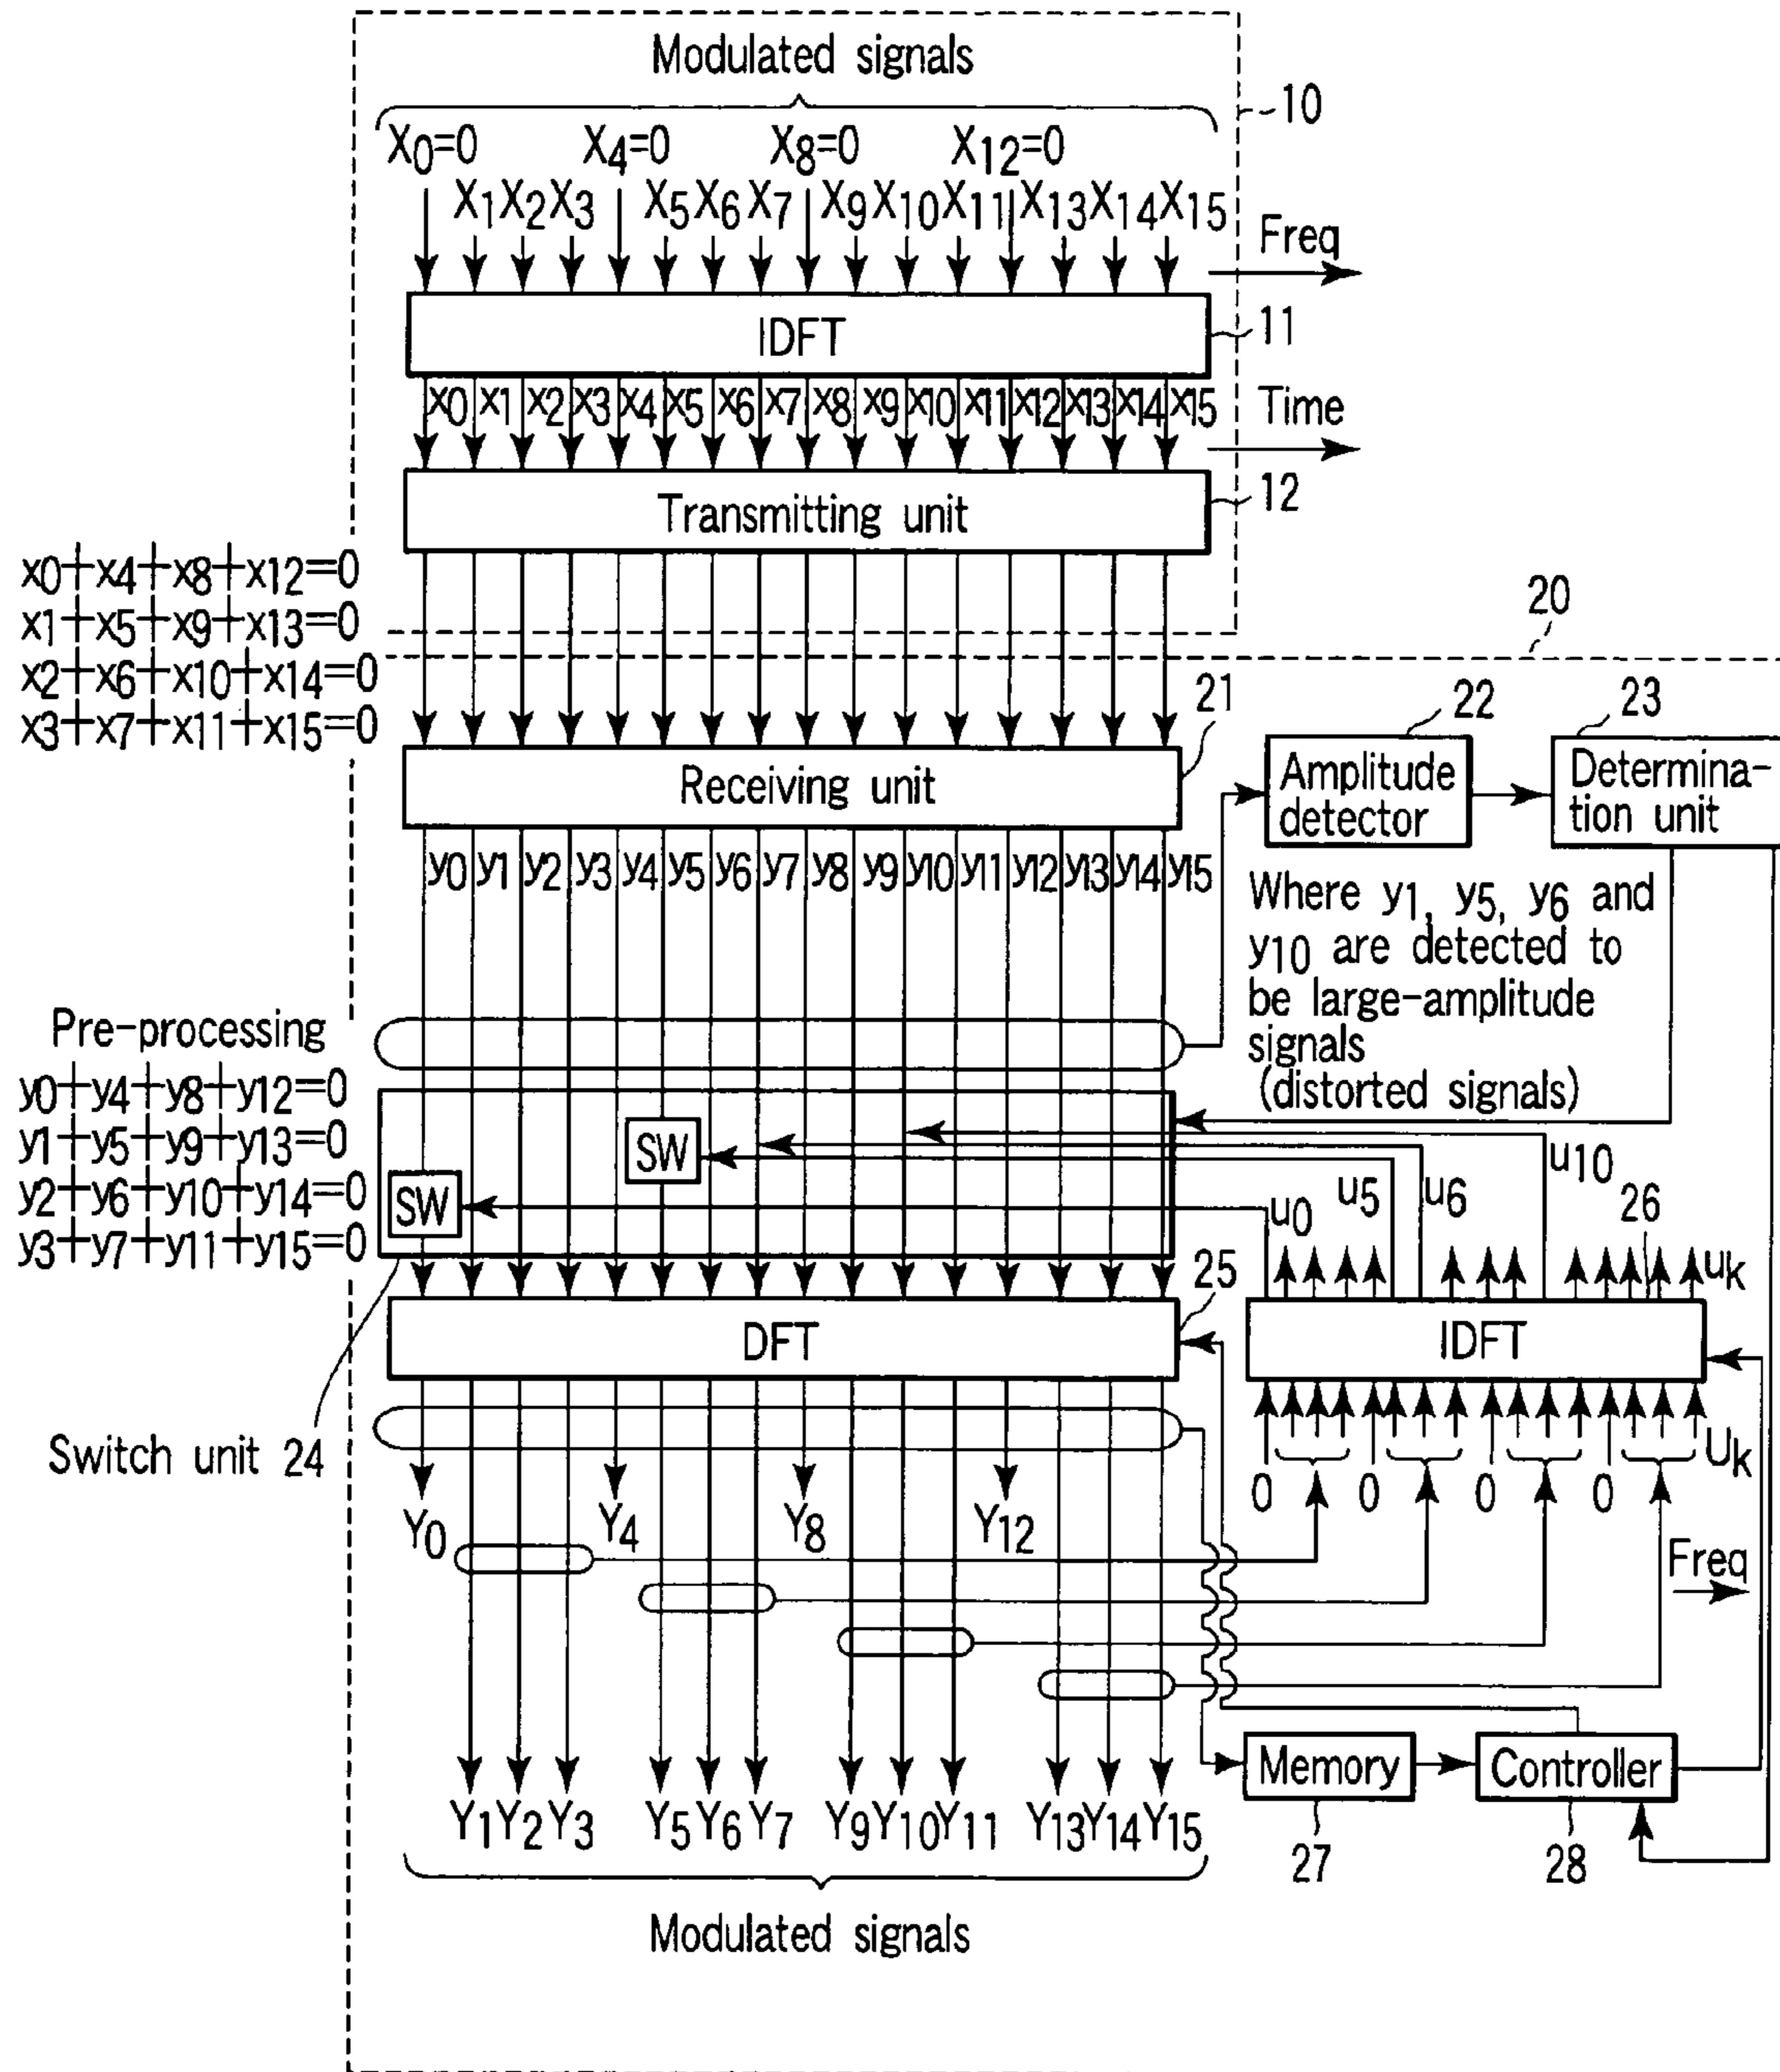 Modulated signals
10
X0=0 X4=0 X8=0 X12=0
X1 X2 X3 X5 X6 X7 X9 X10 X11 X13 X14 X15
Freq
IDFT
11
x0 x1 x2 x3 x4 x5 x6 x7 x8 x9 x10 x11 x12 x13 x14 x15
Time
Transmitting unit
12
x0+x4+x8+x12=0
x1+x5+x9+x13=0
x2+x6+x10+x14=0
x3+x7+x11+x15=0
20
Receiving unit
21
Amplitude
detector
22
Determina-
tion unit
23
y0 y1 y2 y3 y4 y5 y6 y7 y8 y9 y10 y11 y12 y13 y14 y15
Where y1, y5, y6 and
y10 are detected to
be large-amplitude
signals
(distorted signals)
Pre-processing
y0+y4+y8+y12=0
y1+y5+y9+y13=0
y2+y6+y10+y14=0
y3+y7+y11+y15=0
SW
SW
u0 u5 u6 u10
26
uk
25
DFT
IDFT
Switch unit 24
0 0 0 0 Uk
Y0 Y4 Y8 Y12
Freq
Memory
Controller
27
28
Y1 Y2 Y3 Y5 Y6 Y7 Y9 Y10 Y11 Y13 Y14 Y15
Modulated signals